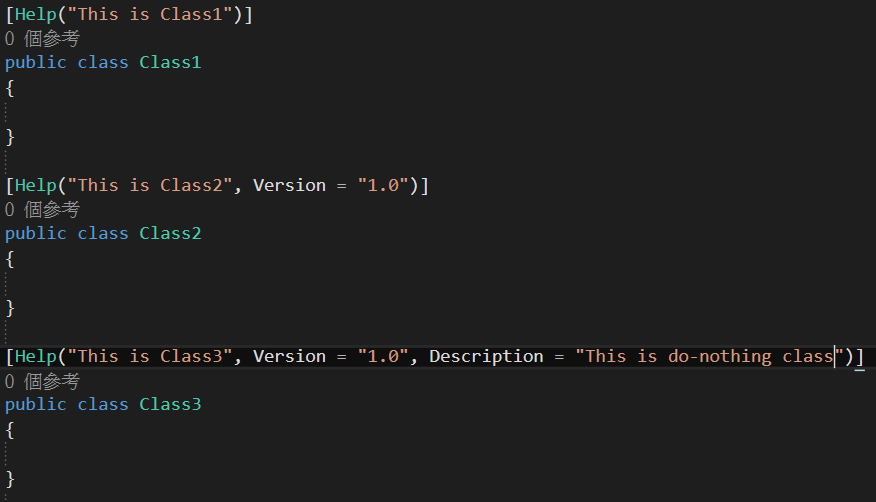 [Help("This is Class1")]
0 個參考
public class Class1
{
}
[Help("This is Class2", Version = "1.0")]
0 個參考
public class Class2
{
}
[Help("This is Class3", Version = "1.0", Description = "This is do-nothing class")]
0 個參考
public class Class3
{
}